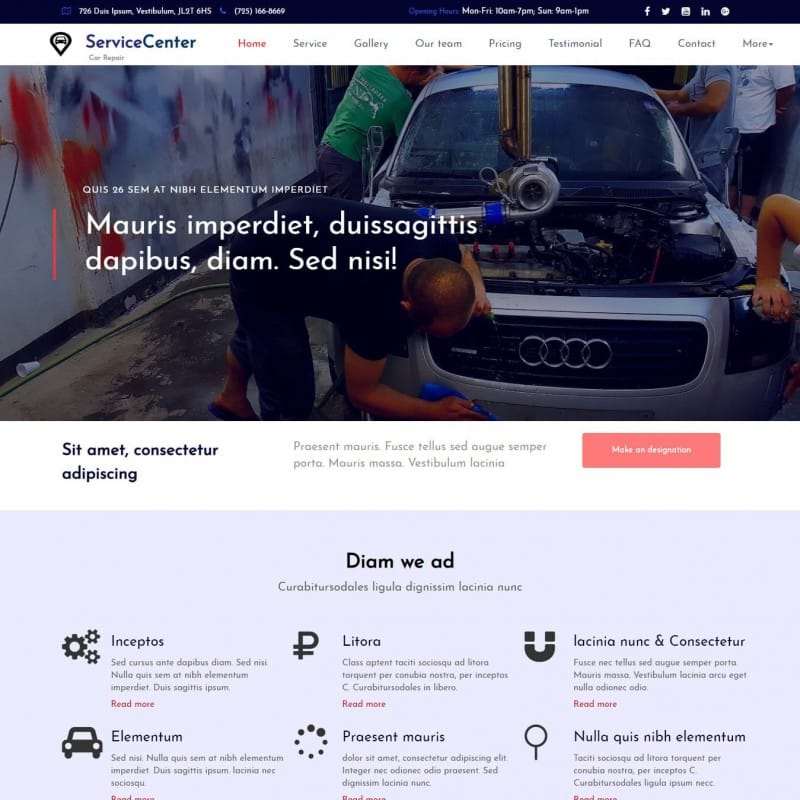 726 Duis Ipsum, Vestibulum, JL2T 6HS (725) 166-8669 Opening Hours: Mon-Fri: 10am-7pm; Sun: 9am-1pm
ServiceCenter
Car Repair
Home Service Gallery Our team Pricing Testimonial FAQ Contact More
QUIS 26 SEM AT NIBH ELEMENTUM IMPERDIET
Mauris imperdiet, duissagittis
dapibus, diam. Sed nisi!
Sit amet, consectetur
adipiscing
Praesent mauris. Fusce tellus sed augue semper
porta. Mauris massa. Vestibulum lacinia
Make an designation
Diam we ad
Curabitursodales ligula dignissim lacinia nunc
Inceptos
Sed cursus ante dapibus diam. Sed nisi.
Nulla quis sem at nibh elementum
imperdiet. Duis sagittis ipsum.
Read more
Litora
Class aptent taciti sociosqu ad litora
torquent per conubia nostra, per inceptos
C. Curabitursodales in libero.
Read more
lacinia nunc & Consectetur
Fusce nec tellus sed augue semper porta.
Mauris massa. Vestibulum lacinia arcu eget
nulla odionec odio.
Read more
Elementum
Sed nisi. Nulla quis sem at nibh elementum
imperdiet. Duis sagittis ipsum. lacinia nec
sociosqu.
Read more
Praesent mauris
dolor sit amet, consectetur adipiscing elit.
Integer nec odionec odio praesent. Sed
dignissim lacinia nunc.
Read more
Nulla quis nibh elementum
Taciti sociosqu ad litora torquent per
conubia nostra, per inceptos C.
Curabitursodales ligula ipsum necc.
Read more